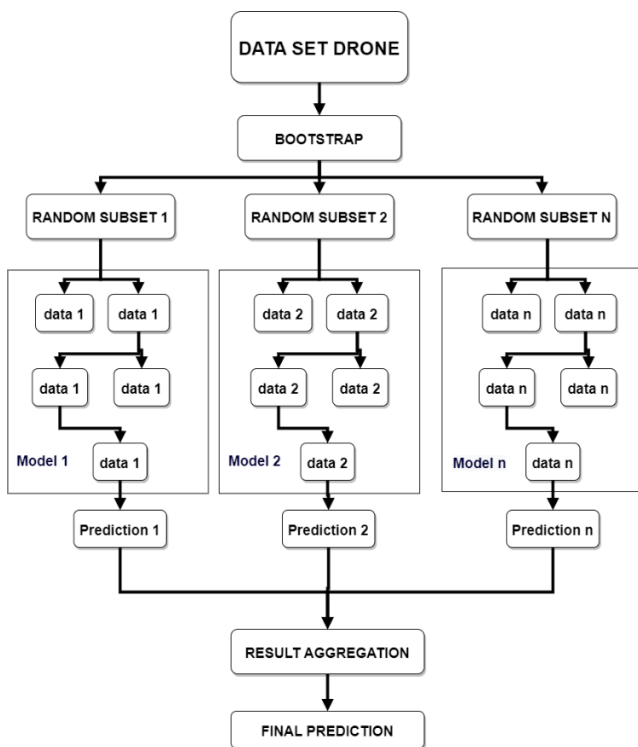 DATA SET DRONE
BOOTSTRAP
RANDOM SUBSET 1
RANDOM SUBSET 2
RANDOM SUBSET N
data 1
data 1
data 2
data 2
data n
data n
data 1
data 1
data 2
data 2
data n
data n
Model 1
data 1
Model 2
data 2
Model n
data n
Prediction 1
Prediction 2
Prediction n
RESULT AGGREGATION
FINAL PREDICTION